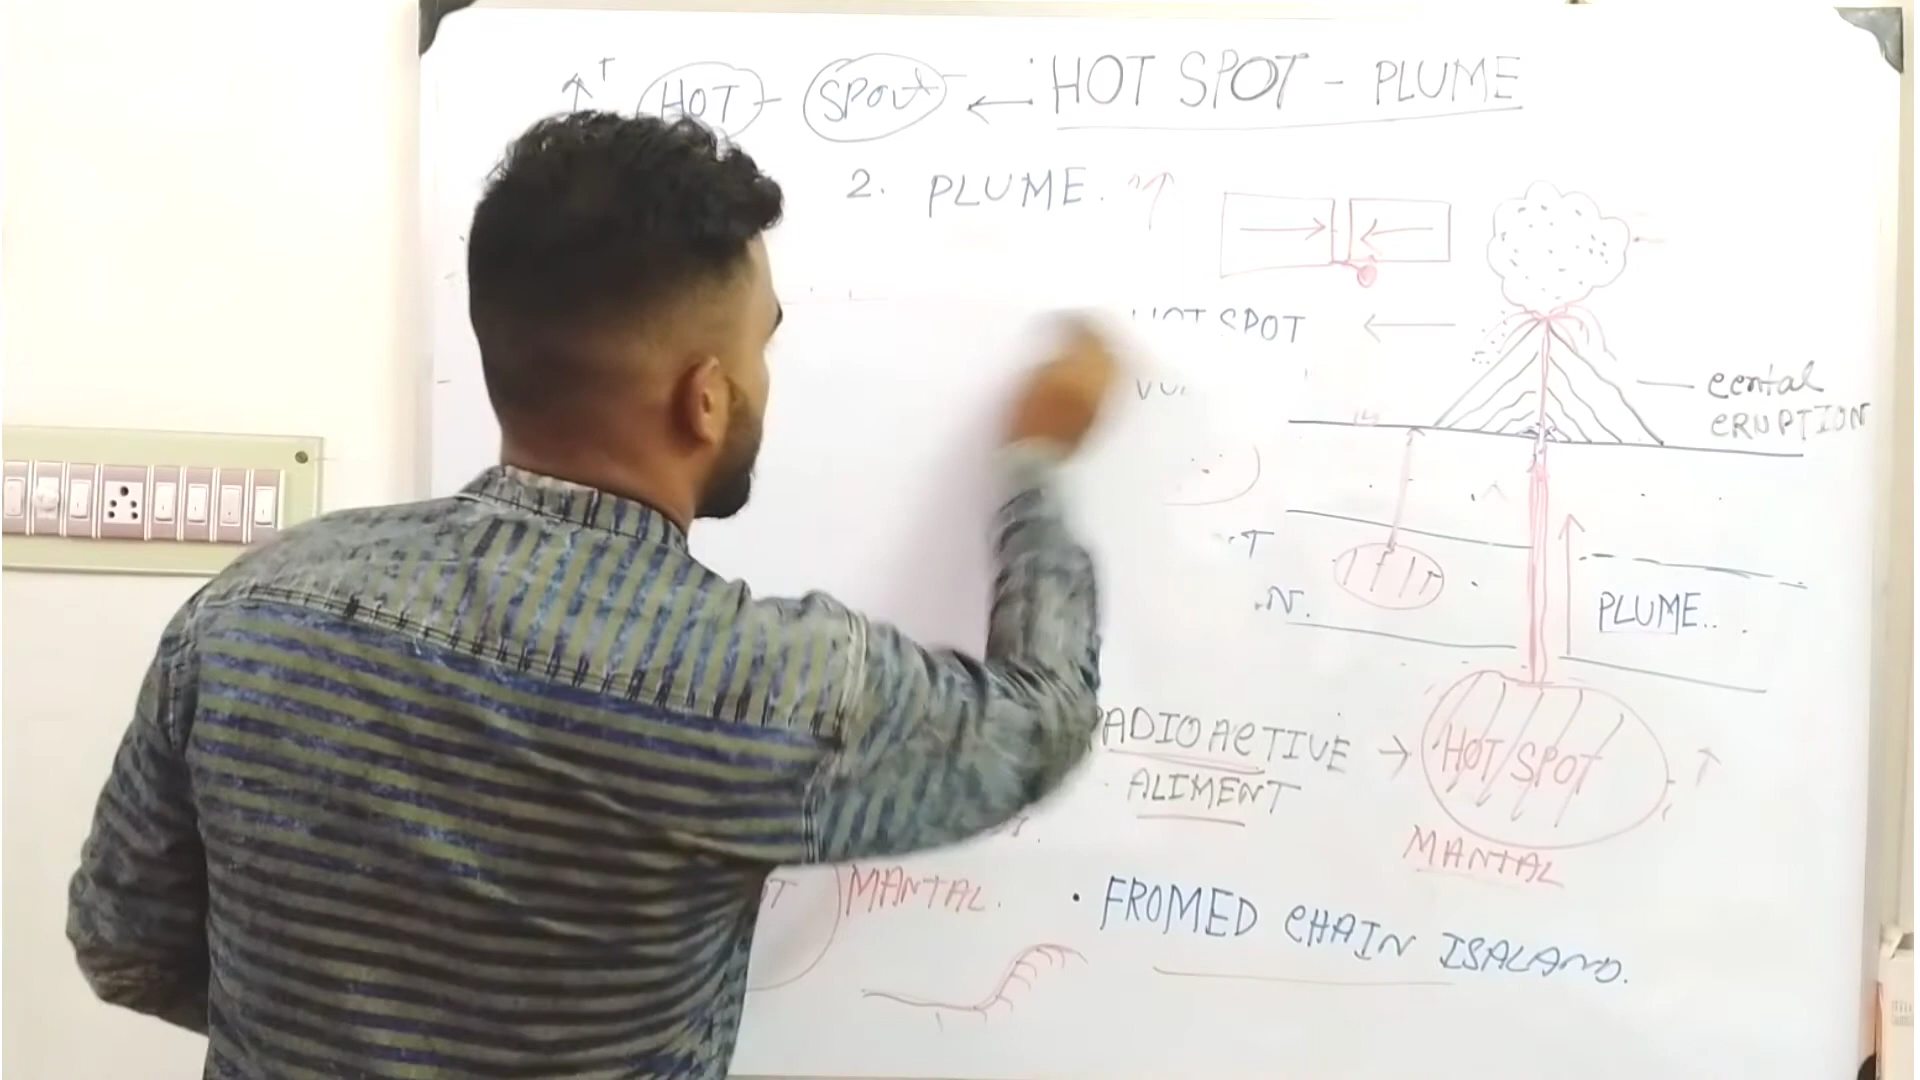 ↑T HOT - SPOT ← HOT SPOT - PLUME
2. PLUME.
HOT SPOT
cental
ERUPTION
PLUME..
RADIOACTIVE → HOT SPOT
ALIMENT
MANTAL
MANTAL.
• FROMED CHAIN ISALAND.